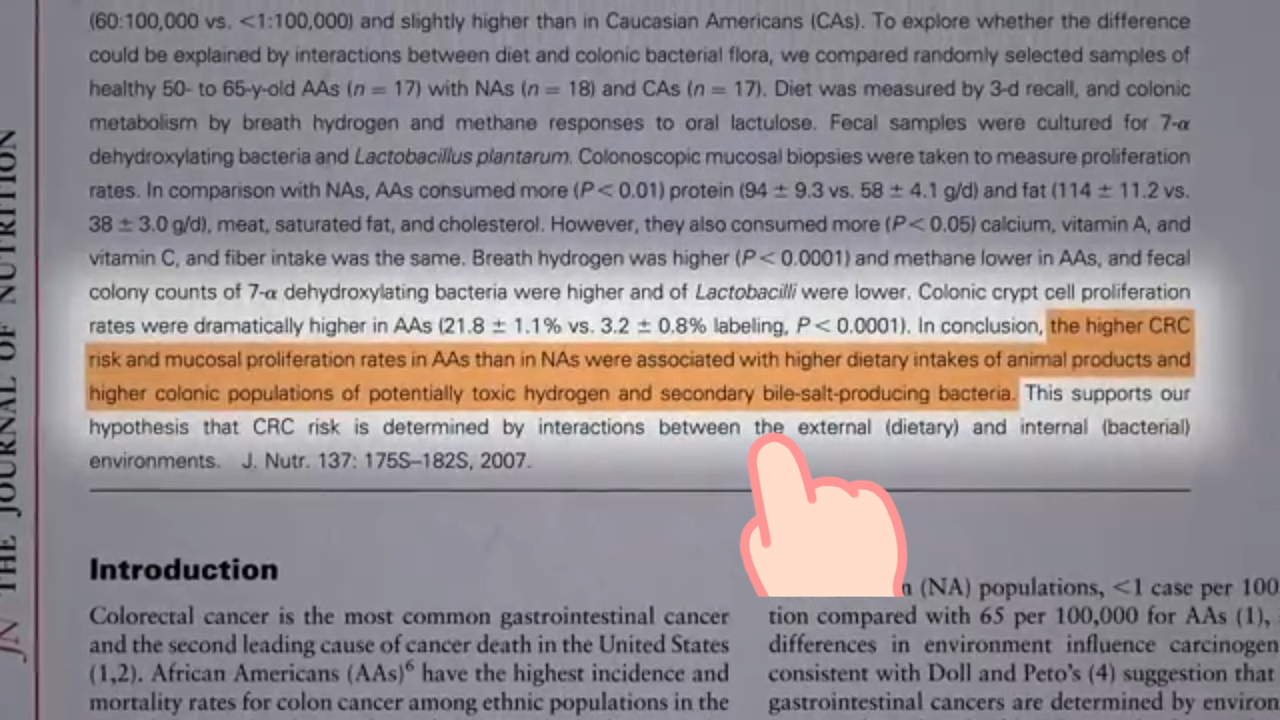 (60:100,000 vs. <1:100,000) and slightly higher than in Caucasian Americans (CAs). To explore whether the difference
could be explained by interactions between diet and colonic bacterial flora, we compared randomly selected samples of
healthy 50- to 65-y-old AAs (n = 17) with NAs (n = 18) and CAs (n = 17). Diet was measured by 3-d recall, and colonic
metabolism by breath hydrogen and methane responses to oral lactulose. Fecal samples were cultured for 7-α
dehydroxylating bacteria and Lactobacillus plantarum. Colonoscopic mucosal biopsies were taken to measure proliferation
rates. In comparison with NAs, AAs consumed more (P < 0.01) protein (94 ± 9.3 vs. 58 ± 4.1 g/d) and fat (114 ± 11.2 vs.
38 ± 3.0 g/d), meat, saturated fat, and cholesterol. However, they also consumed more (P < 0.05) calcium, vitamin A, and
vitamin C, and fiber intake was the same. Breath hydrogen was higher (P < 0.0001) and methane lower in AAs, and fecal
colony counts of 7-α dehydroxylating bacteria were higher and of Lactobacilli were lower. Colonic crypt cell proliferation
rates were dramatically higher in AAs (21.8 ± 1.1% vs. 3.2 ± 0.8% labeling, P < 0.0001). In conclusion, the higher CRC
risk and mucosal proliferation rates in AAs than in NAs were associated with higher dietary intakes of animal products and
higher colonic populations of potentially toxic hydrogen and secondary bile-salt-producing bacteria. This supports our
hypothesis that CRC risk is determined by interactions between the external (dietary) and internal (bacterial)
environments. J. Nutr. 137: 175S–182S, 2007.
JN THE JOURNAL OF NUTRITION
Introduction
Colorectal cancer is the most common gastrointestinal cancer
and the second leading cause of cancer death in the United States
(1,2). African Americans (AAs)6 have the highest incidence and
mortality rates for colon cancer among ethnic populations in the
(NA) populations, <1 case per 100
tion compared with 65 per 100,000 for AAs (1),
differences in environment influence carcinogen
consistent with Doll and Peto's (4) suggestion that
gastrointestinal cancers are determined by environ